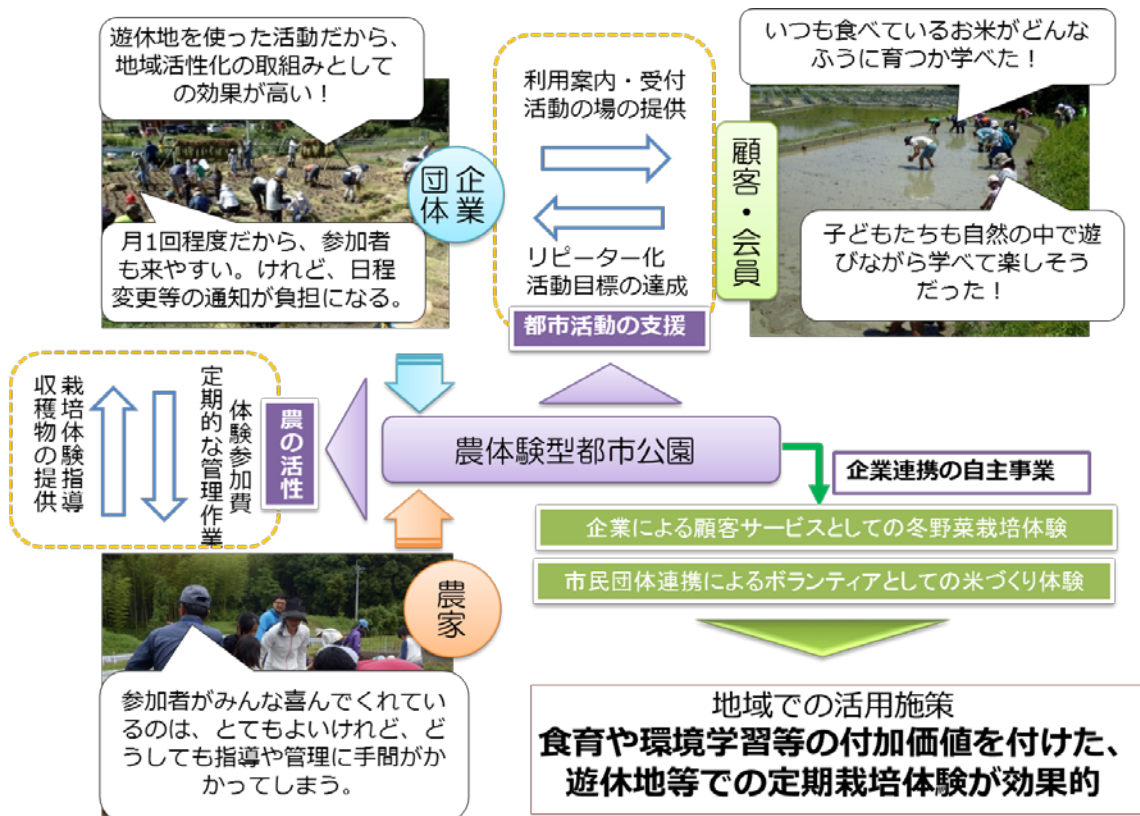 遊休地を使った活動だから、
地域活性化の取組みとして
の効果が高い！
月1回程度だから、参加者
も来やすい。けれど、日程
変更等の通知が負担になる。
企業
団体
利用案内・受付
活動の場の提供
リピーター化
活動目標の達成
都市活動の支援
顧客・会員
いつも食べているお米がどんな
ふうに育つか学べた！
子どもたちも自然の中で遊
びながら学べて楽しそう
だった！
体験参加費
定期的な管理作業
栽培体験指導
収穫物の提供
農の活性
農体験型都市公園
企業連携の自主事業
企業による顧客サービスとしての冬野菜栽培体験
市民団体連携によるボランティアとしての米づくり体験
農家
参加者がみんな喜んでくれてい
るのは、とてもよいけれど、ど
うしても指導や管理に手間がか
かってしまう。
地域での活用施策
食育や環境学習等の付加価値を付けた、
遊休地等での定期栽培体験が効果的